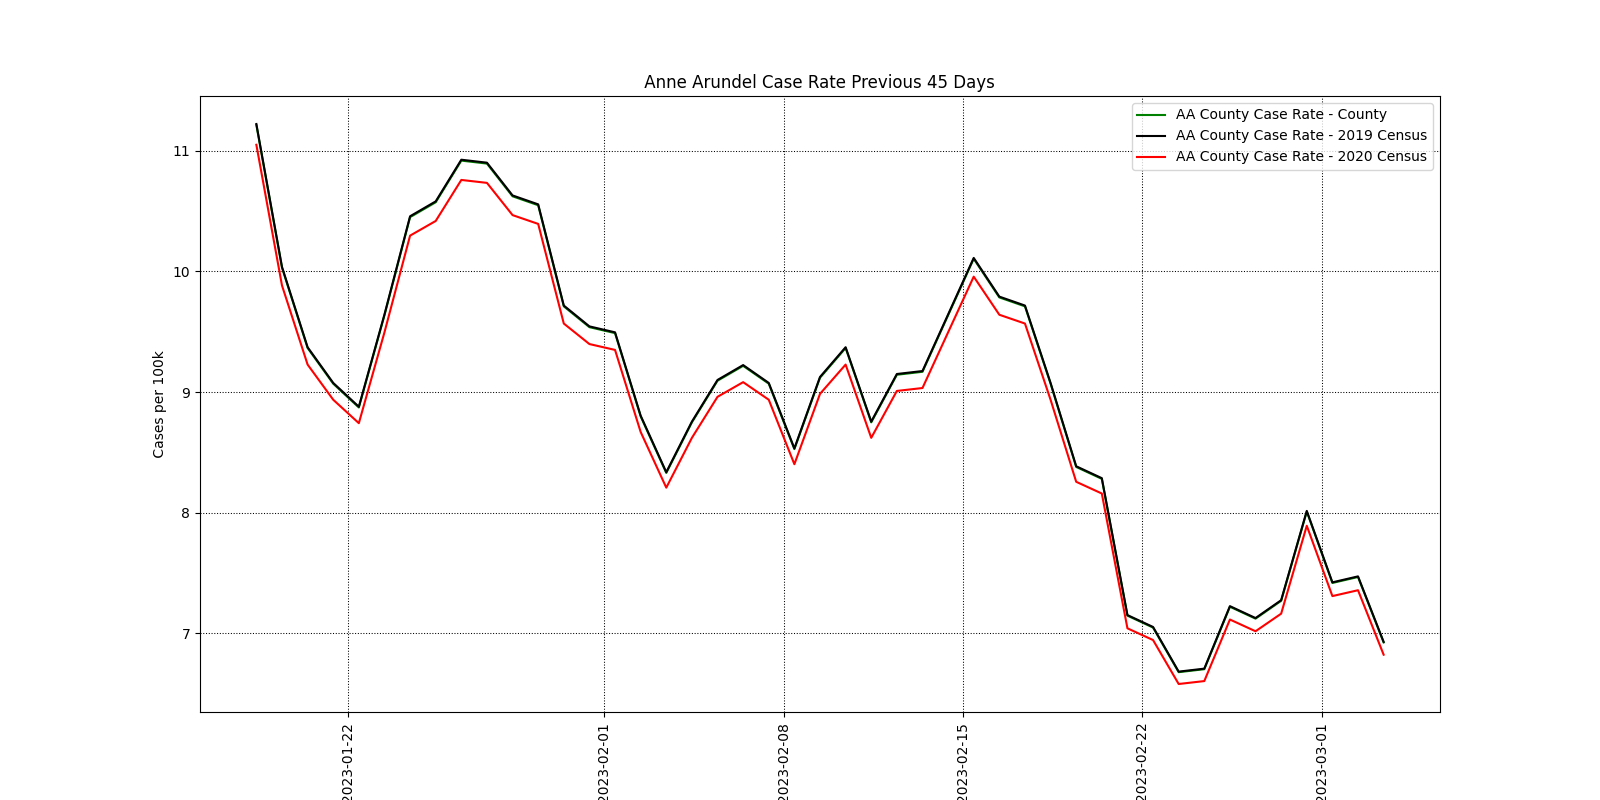 Anne Arundel Case Rate Previous 45 Days
AA County Case Rate - County
AA County Case Rate - 2019 Census
AA County Case Rate - 2020 Census
Cases per 100k
11
10
9
8
7
2023-01-22
2023-02-01
2023-02-08
2023-02-15
2023-02-22
2023-03-01